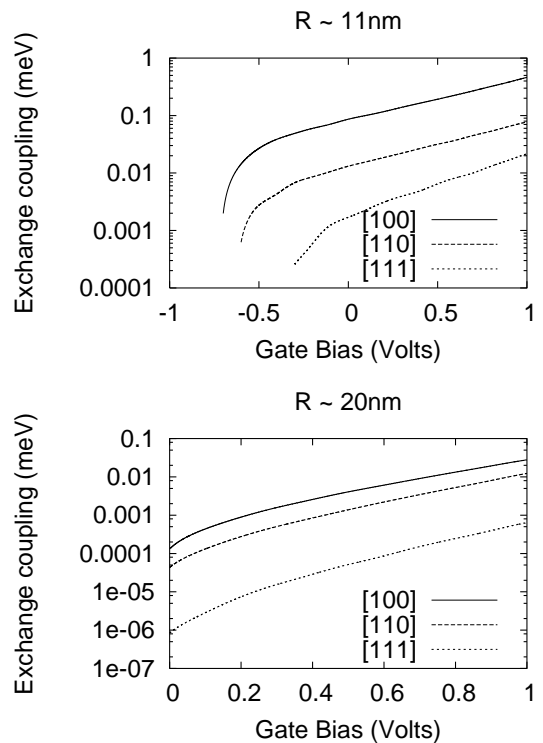 R ~ 11nm
Exchange coupling (meV)
1
0.1
0.01
0.001
0.0001
[100]
[110]
[111]
-1 -0.5 0 0.5 1
Gate Bias (Volts)
R ~ 20nm
Exchange coupling (meV)
0.1
0.01
0.001
0.0001
1e-05
1e-06
1e-07
[100]
[110]
[111]
0 0.2 0.4 0.6 0.8 1
Gate Bias (Volts)